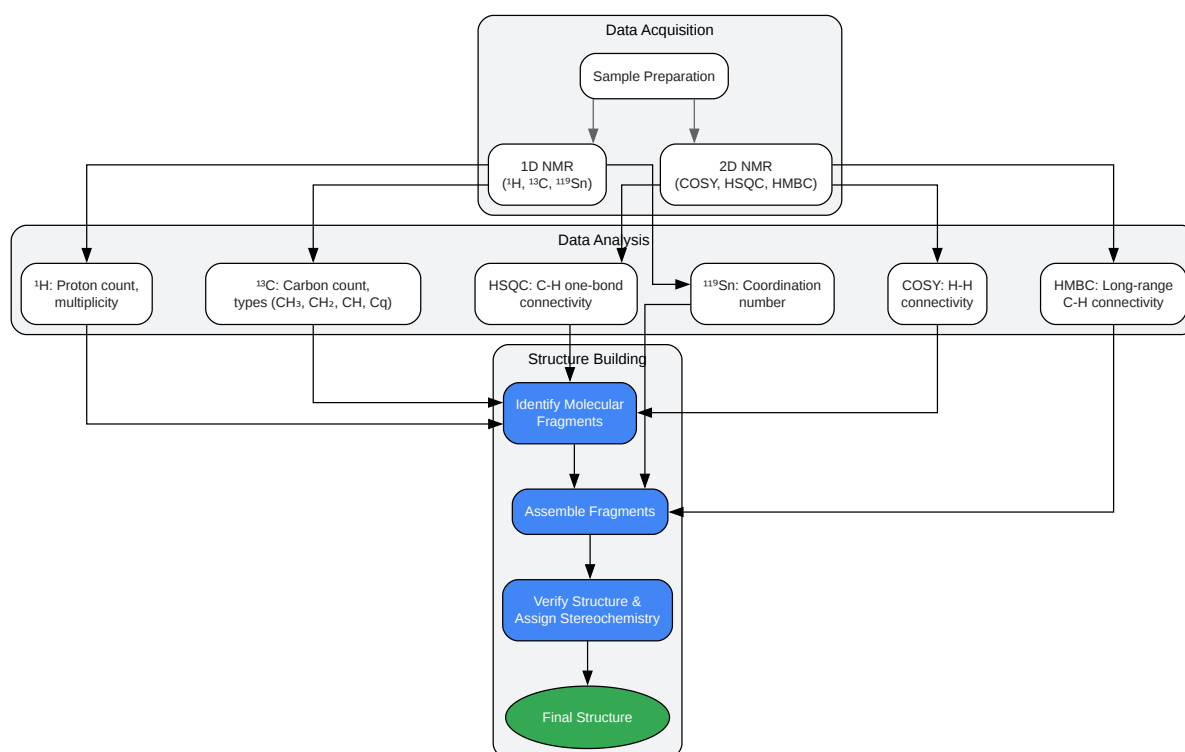 Data Acquisition
Sample Preparation
1D NMR
(¹H, ¹³C, ¹¹⁹Sn)
2D NMR
(COSY, HSQC, HMBC)
Data Analysis
¹H: Proton count,
multiplicity
¹³C: Carbon count,
types (CH₃, CH₂, CH, Cq)
HSQC: C-H one-bond
connectivity
¹¹⁹Sn: Coordination
number
COSY: H-H
connectivity
HMBC: Long-range
C-H connectivity
Structure Building
Identify Molecular
Fragments
Assemble Fragments
Verify Structure &
Assign Stereochemistry
Final Structure